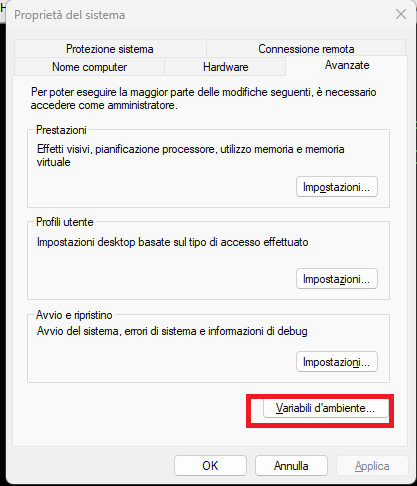 Proprietà del sistema
Protezione sistema
Connessione remota
Nome computer
Hardware
Avanzate
Per poter eseguire la maggior parte delle modifiche seguenti, è necessario
accedere come amministratore.
Prestazioni
Effetti visivi, pianificazione processore, utilizzo memoria e memoria
virtuale
Impostazioni...
Profili utente
Impostazioni desktop basate sul tipo di accesso effettuato
Impostazioni...
Avvio e ripristino
Avvio del sistema, errori di sistema e informazioni di debug
Impostazioni...
Variabili d'ambiente...
OK
Annulla
Applica